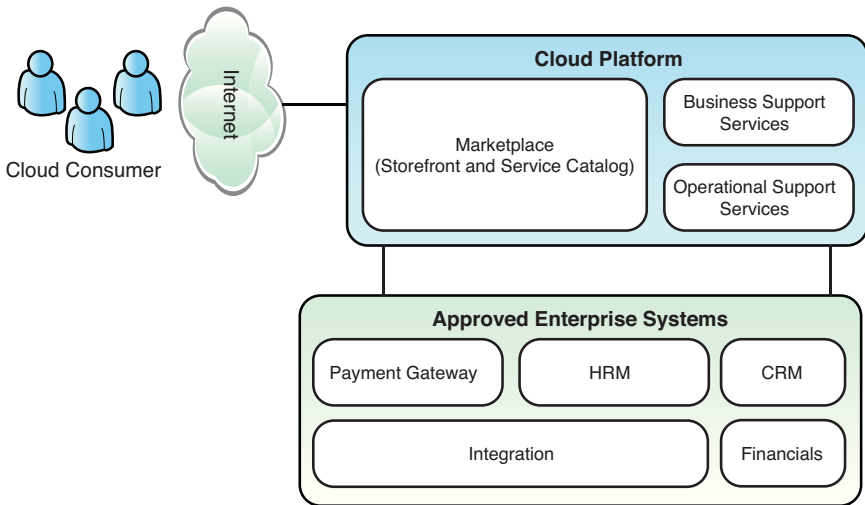 Cloud Consumer
Internet
Cloud Platform
Marketplace
(Storefront and Service Catalog)
Business Support
Services
Operational Support
Services
Approved Enterprise Systems
Payment Gateway
HRM
CRM
Integration
Financials